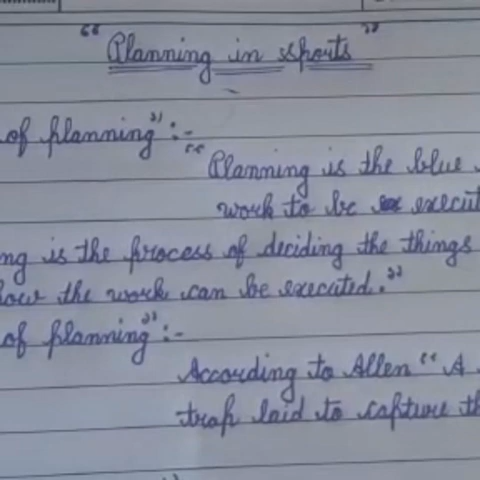 "Planning in sports"
of planning":-
"Planning is the blue
work to be execut
ng is the process of deciding the things
how the work can be executed."
of planning":-
According to Allen "A
trap laid to capture th